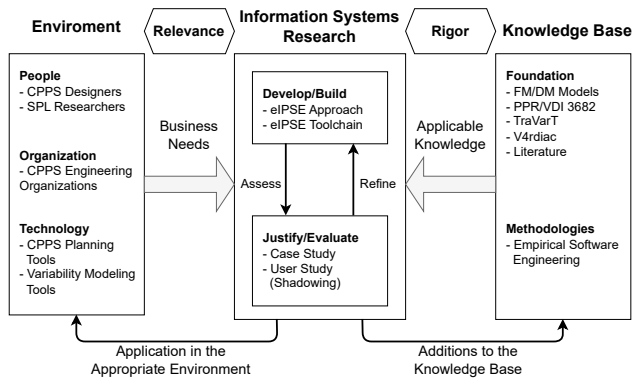 Enviroment
Relevance
Information Systems
Research
Rigor
Knowledge Base
People
- CPPS Designers
- SPL Researchers
Organization
- CPPS Engineering
Organizations
Technology
- CPPS Planning
Tools
- Variability Modeling
Tools
Business
Needs
Develop/Build
- eIPSE Approach
- eIPSE Toolchain
Assess
Refine
Justify/Evaluate
- Case Study
- User Study
(Shadowing)
Applicable
Knowledge
Foundation
- FM/DM Models
- PPR/VDI 3682
- TraVarT
- V4rdiac
- Literature
Methodologies
- Empirical Software
Engineering
Application in the
Appropriate Environment
Additions to the
Knowledge Base